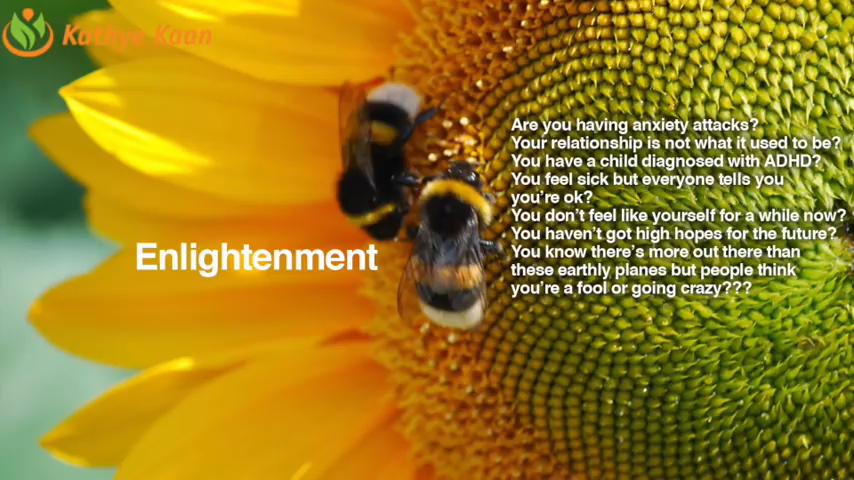 Kathye Kaan
Are you having anxiety attacks?
Your relationship is not what it used to be?
You have a child diagnosed with ADHD?
You feel sick but everyone tells you
you're ok?
You don't feel like yourself for a while now?
You haven't got high hopes for the future?
You know there's more out there than
these earthly planes but people think
you're a fool or going crazy???
Enlightenment